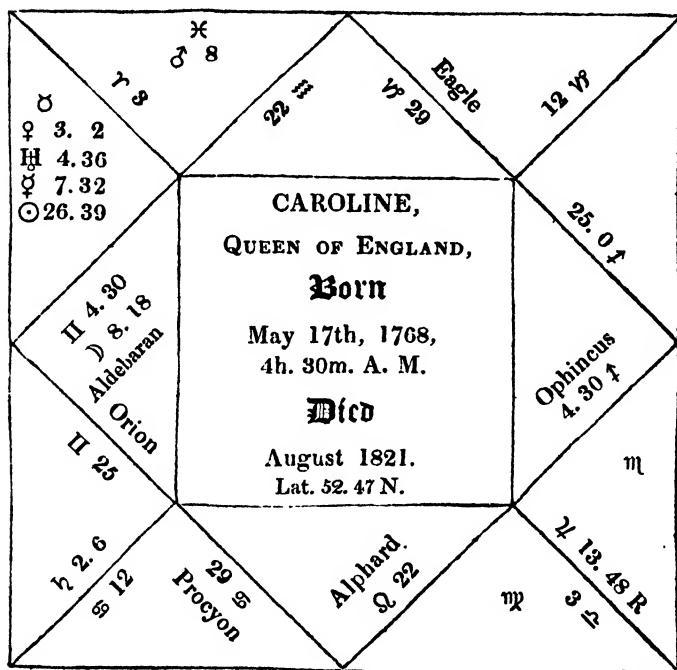 ♓
♂ 8
♈ 3
22 ♒
♑ 29
Eagle
12 ♑
♉
♀ 3. 2
♅ 4.36
☿ 7.32
☉ 26.39
25. 0 ♐
CAROLINE,
QUEEN OF ENGLAND,
Born
May 17th, 1768,
4h. 30m. A. M.
Died
August 1821.
Lat. 52. 47 N.
♊ 4. 30
☽ 8. 18
Aldebaran
Orion
♊ 25
Ophincus
4. 30 ♐
♏
♄ 2. 6
♋ 12
29 ♋
Procyon
Alphard.
♌ 22
♍
♃ 13. 48 R
3 ♎